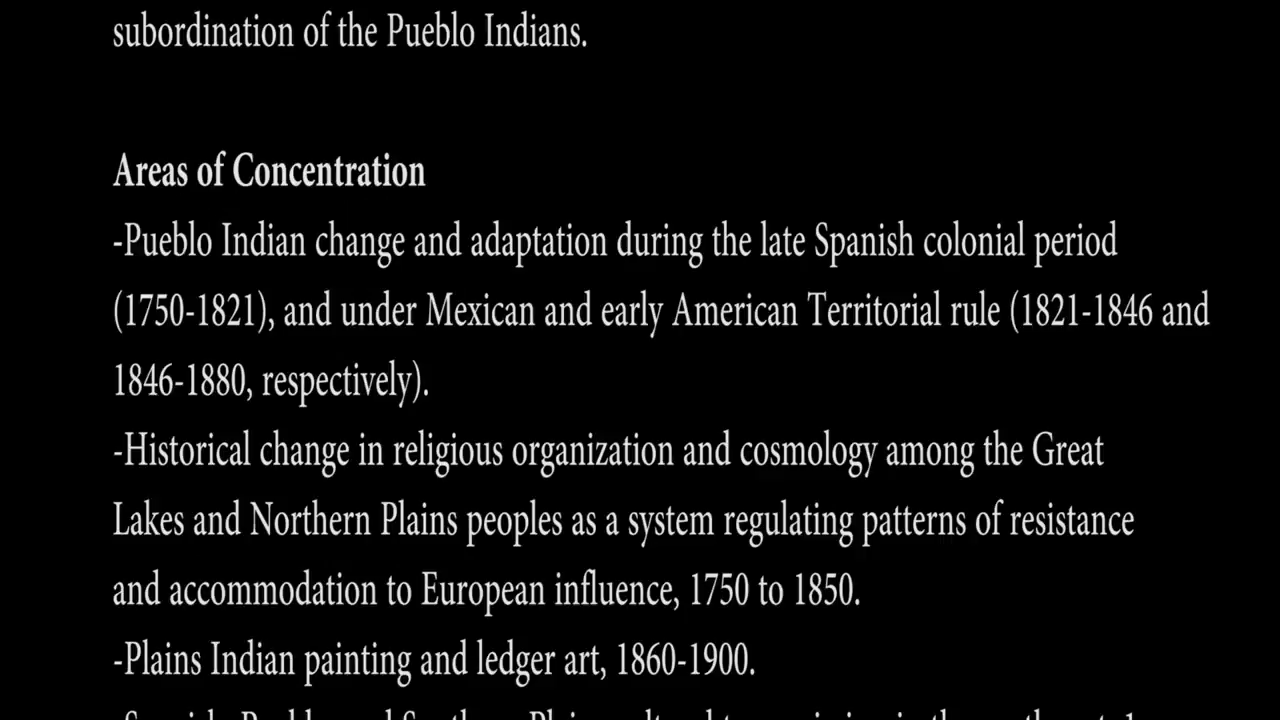 subordination of the Pueblo Indians.
Areas of Concentration
-Pueblo Indian change and adaptation during the late Spanish colonial period
(1750-1821), and under Mexican and early American Territorial rule (1821-1846 and
1846-1880, respectively).
-Historical change in religious organization and cosmology among the Great
Lakes and Northern Plains peoples as a system regulating patterns of resistance
and accommodation to European influence, 1750 to 1850.
-Plains Indian painting and ledger art, 1860-1900.